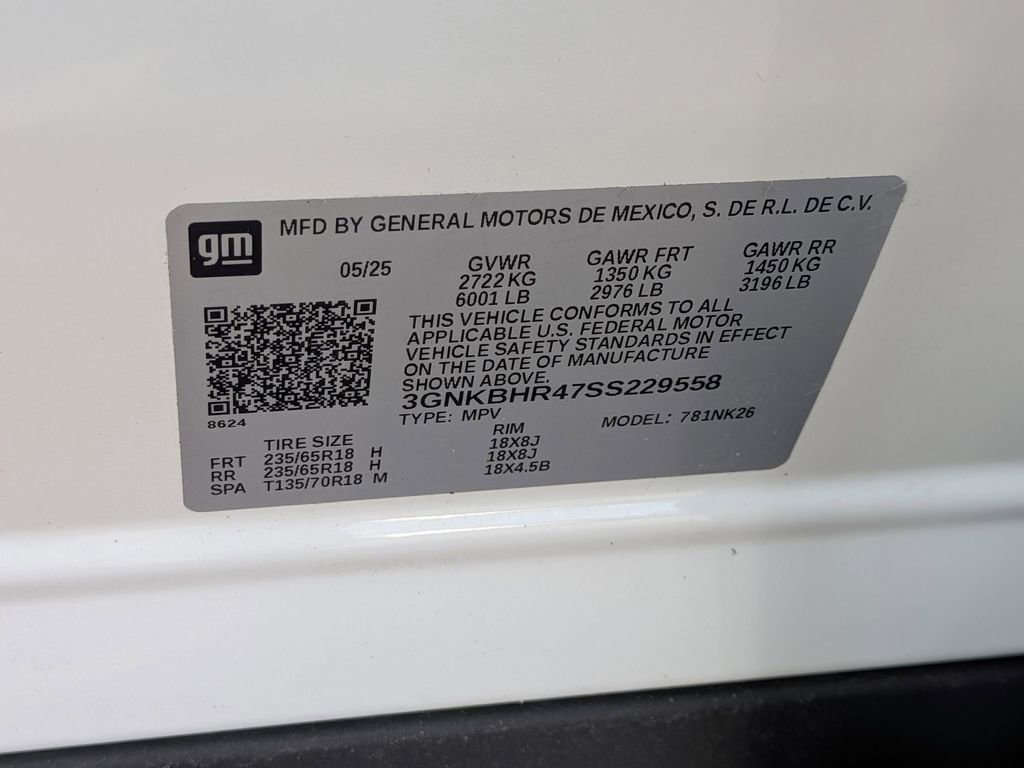 gm
MFD BY GENERAL MOTORS DE MEXICO, S. DE R.L. DE C.V.
05/25 GVWR GAWR FRT GAWR RR
2722 KG 1350 KG 1450 KG
6001 LB 2976 LB 3196 LB
THIS VEHICLE CONFORMS TO ALL
APPLICABLE U.S. FEDERAL MOTOR
VEHICLE SAFETY STANDARDS IN EFFECT
ON THE DATE OF MANUFACTURE
SHOWN ABOVE.
3GNKBHR47SS229558
8624
TYPE: MPV MODEL: 781NK26
TIRE SIZE RIM
FRT 235/65R18 H 18X8J
RR 235/65R18 H 18X8J
SPA T135/70R18 M 18X4.5B